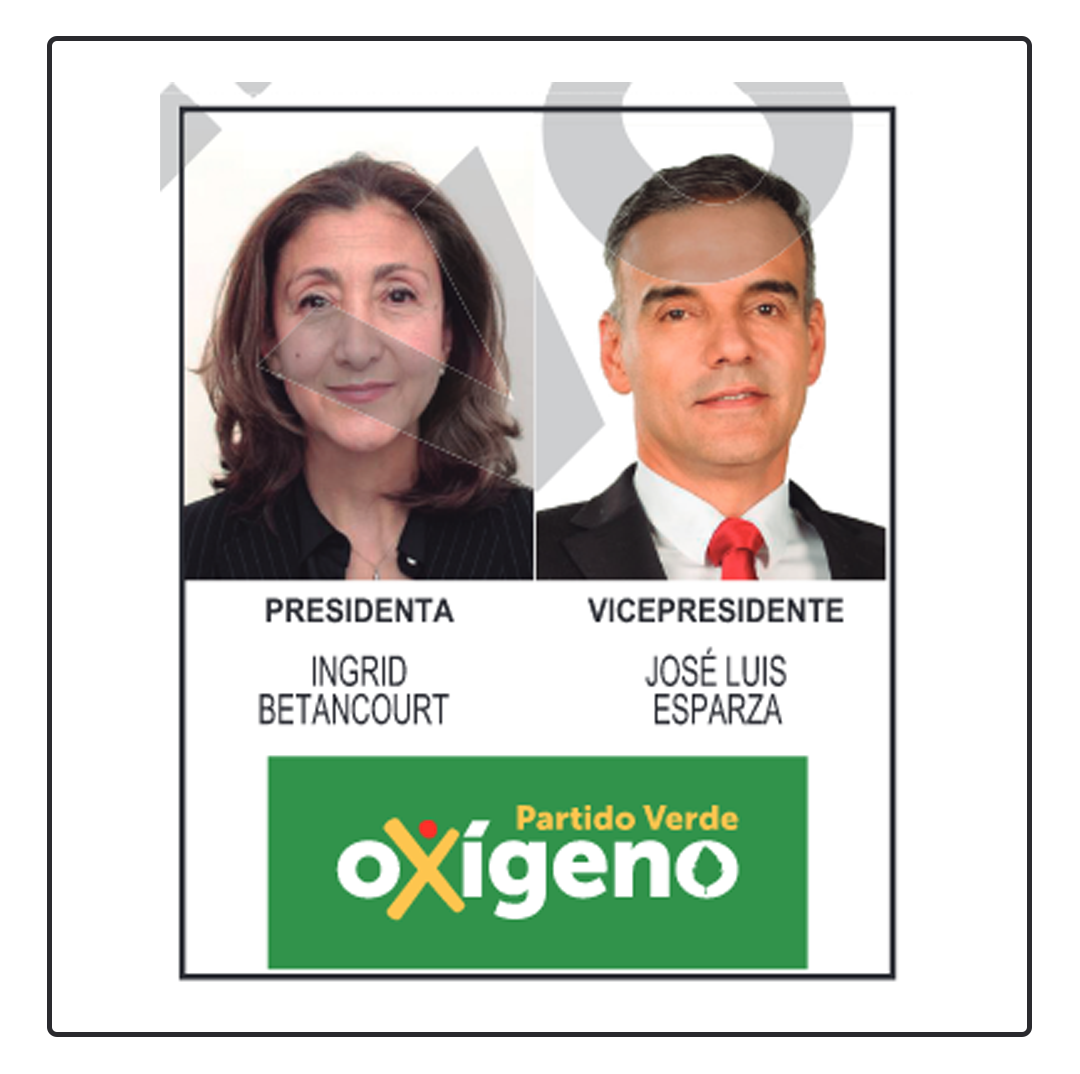 PRESIDENTA
INGRID
BETANCOURT
VICEPRESIDENTE
JOSÉ LUIS
ESPARZA
Partido Verde
oxígeno